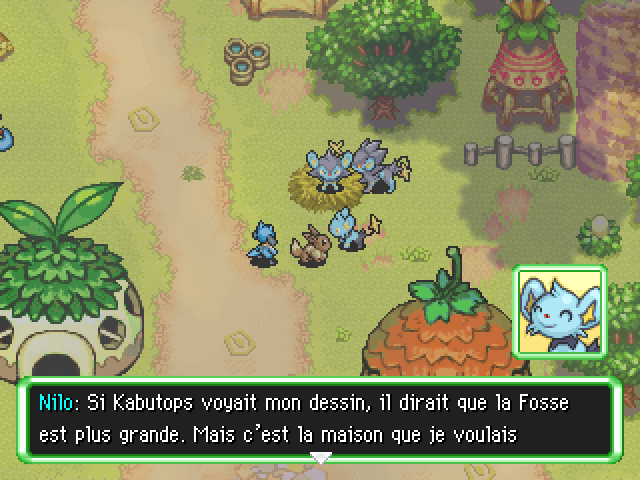 Nilo: Si Kabutops voyait mon dessin, il dirait que la Fosse
est plus grande. Mais c'est la maison que je voulais